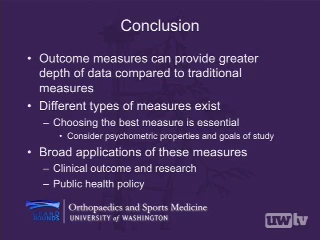 Conclusion
• Outcome measures can provide greater
depth of data compared to traditional
measures
• Different types of measures exist
– Choosing the best measure is essential
• Consider psychometric properties and goals of study
• Broad applications of these measures
– Clinical outcome and research
– Public health policy
GRAND
ROUNDS
Orthopaedics and Sports Medicine
UNIVERSITY of WASHINGTON
uwtv